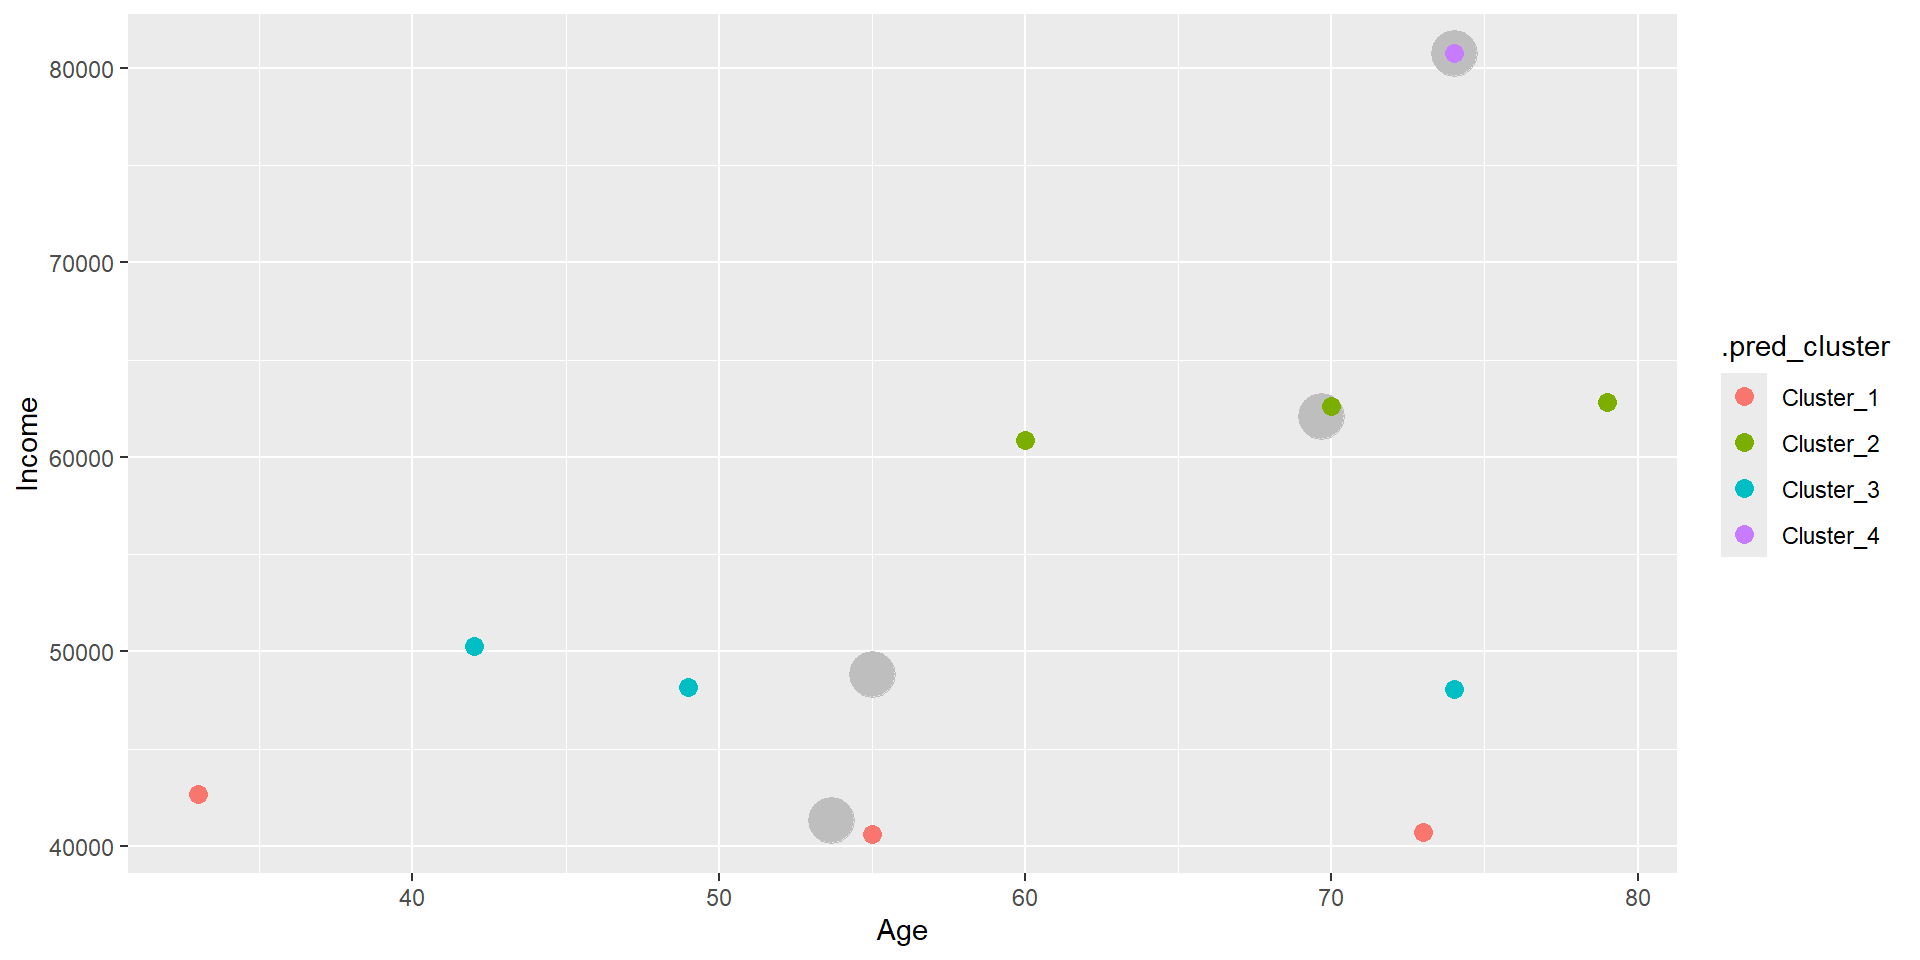 80000
70000
60000
50000
40000
Income
40 50 60 70 80
Age
.pred_cluster
Cluster_1
Cluster_2
Cluster_3
Cluster_4